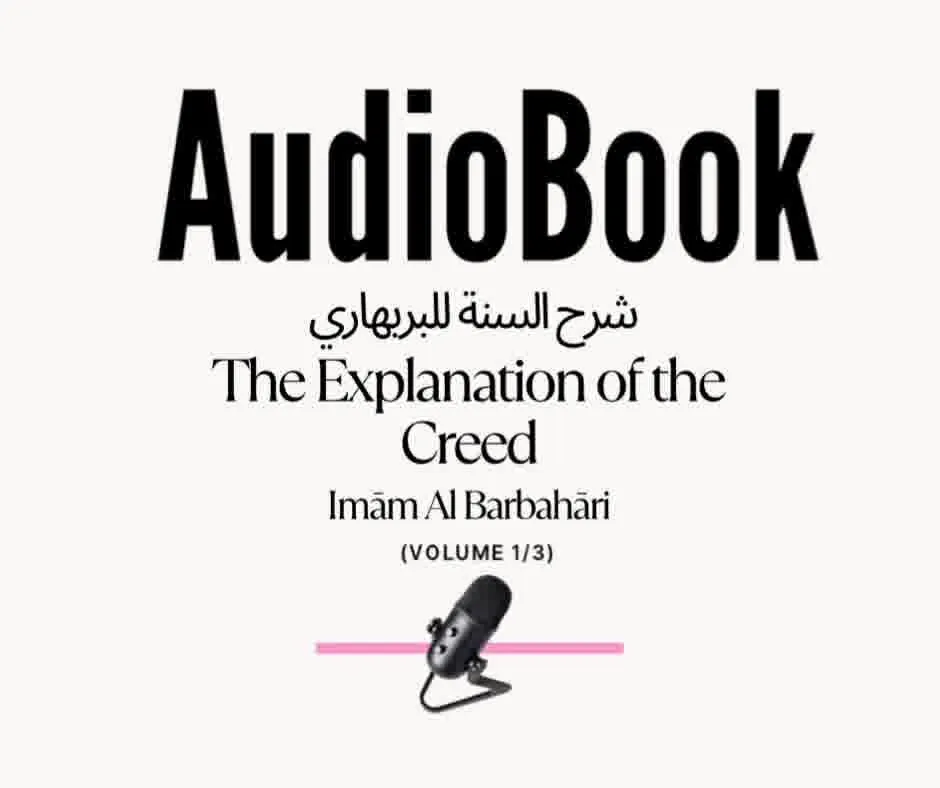 AudioBook
شرح السنة للبربهاري
The Explanation of the
Creed
Imām Al Barbahāri
(VOLUME 1/3)